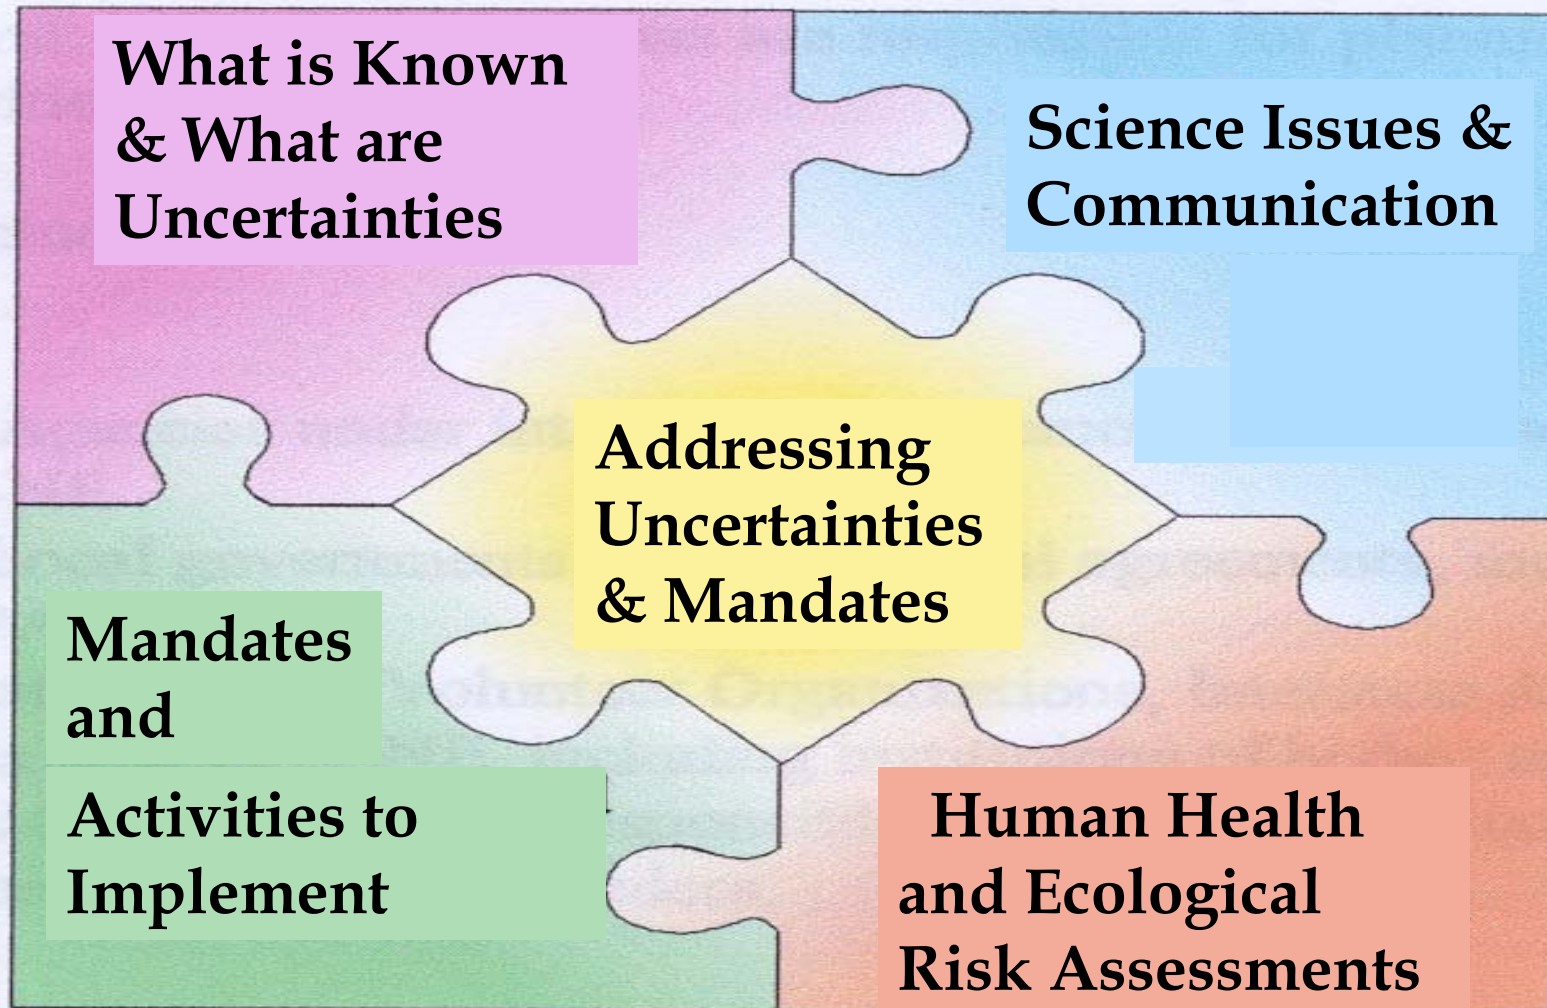 What is Known
& What are
Uncertainties
Science Issues &
Communication
Addressing
Uncertainties
& Mandates
Mandates
and
Activities to
Implement
Human Health
and Ecological
Risk Assessments